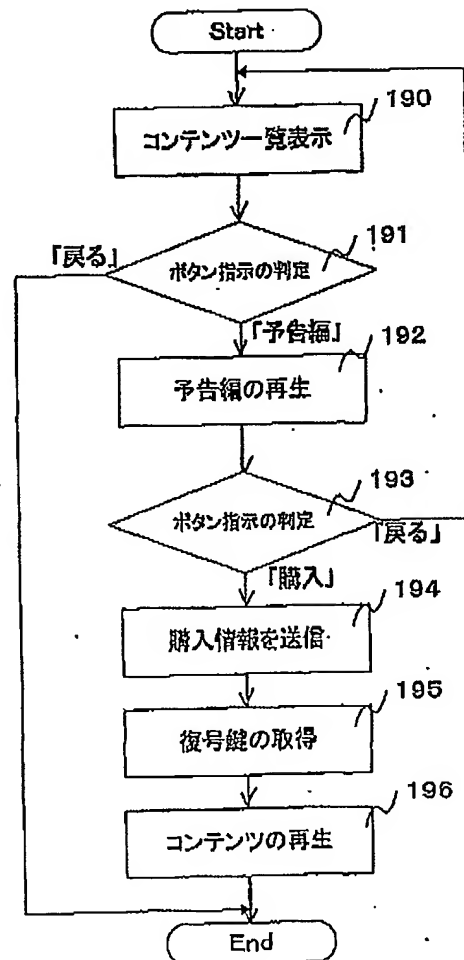 Start
190
コンテンツ一覧表示
191
「戻る」
ボタン指示の判定
「予告編」
192
予告編の再生
193
ボタン指示の判定
「戻る」
「購入」
194
購入情報を送信
195
復号鍵の取得
196
コンテンツの再生
End